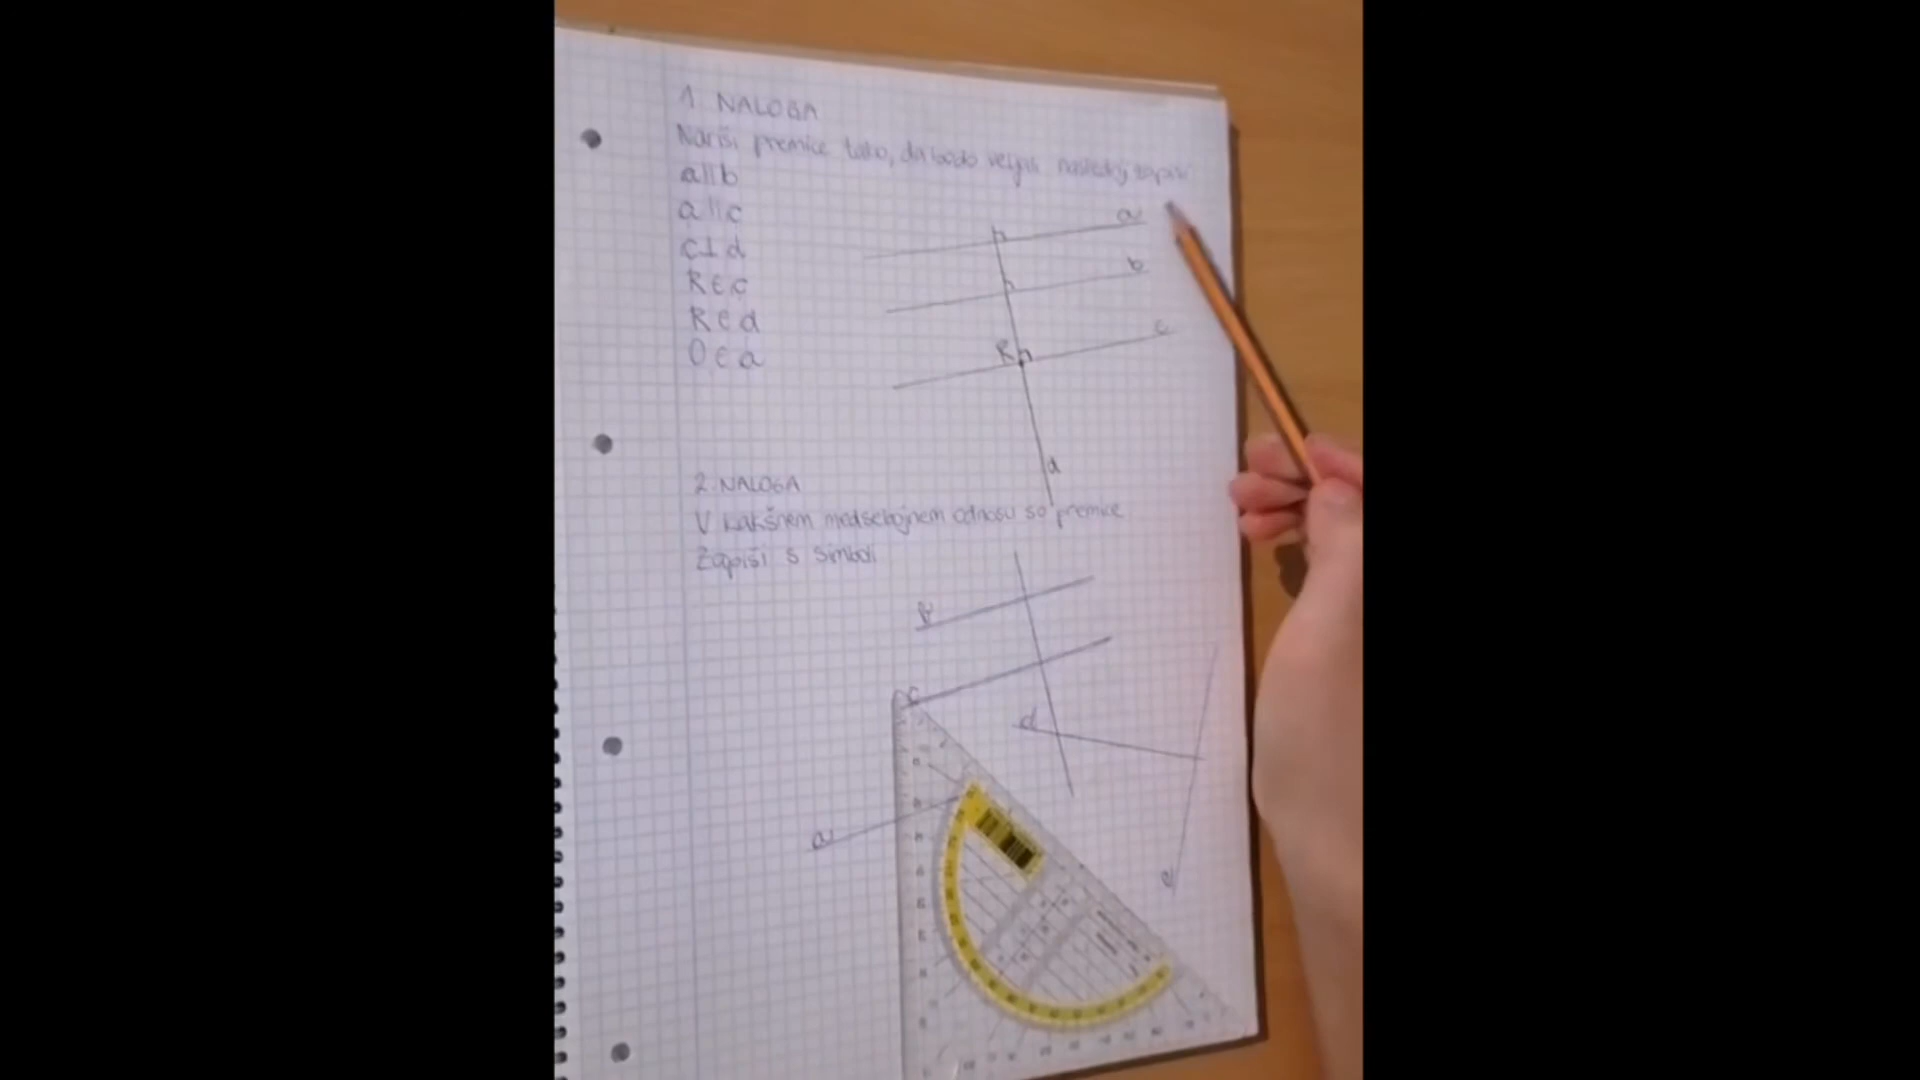 1. NALOGA
Nariši premice tako, da bodo veljali naslednji zapisi
a||b
a||c
c⊥d
R∈c
R∈d
O∈a
a
b
c
R
d
2. NALOGA
V kakšnem medsebojnem odnosu so premice
Zapiši s simboli
b
c
d
a
e